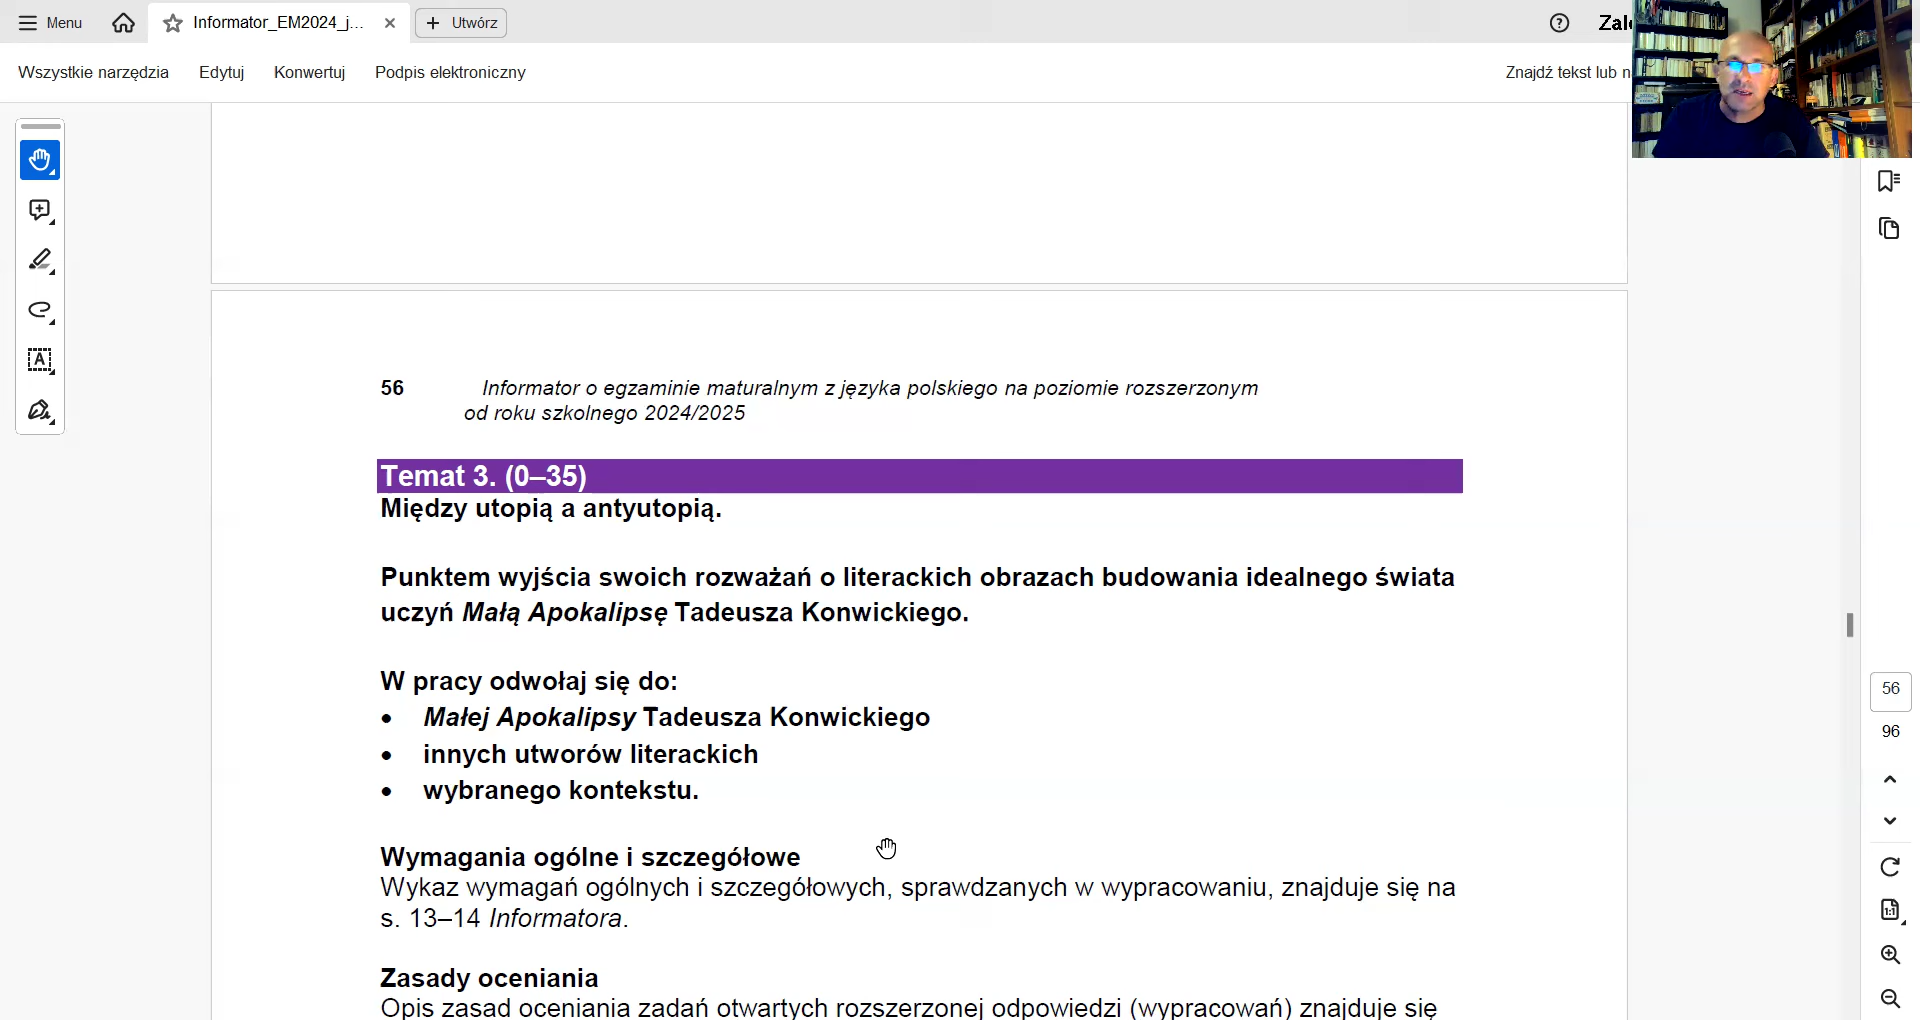 Menu
Informator_EM2024_j...
Utwórz
Wszystkie narzędzia
Edytuj
Konwertuj
Podpis elektroniczny
Znajdź tekst lub n
56
Informator o egzaminie maturalnym z języka polskiego na poziomie rozszerzonym
od roku szkolnego 2024/2025
Temat 3. (0–35)
Między utopią a antyutopią.
Punktem wyjścia swoich rozważań o literackich obrazach budowania idealnego świata
uczyń Małą Apokalipsę Tadeusza Konwickiego.
W pracy odwołaj się do:
• Małej Apokalipsy Tadeusza Konwickiego
• innych utworów literackich
• wybranego kontekstu.
Wymagania ogólne i szczegółowe
Wykaz wymagań ogólnych i szczegółowych, sprawdzanych w wypracowaniu, znajduje się na
s. 13–14 Informatora.
Zasady oceniania
Opis zasad oceniania zadań otwartych rozszerzonej odpowiedzi (wypracowań) znajduje się
56
96